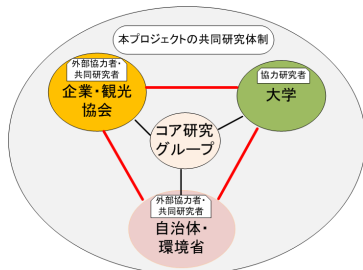 本プロジェクトの共同研究体制
外部協力者・
共同研究者
企業・観光
協会
協力研究者
大学
コア研究
グループ
外部協力者・
共同研究者
自治体・
環境省